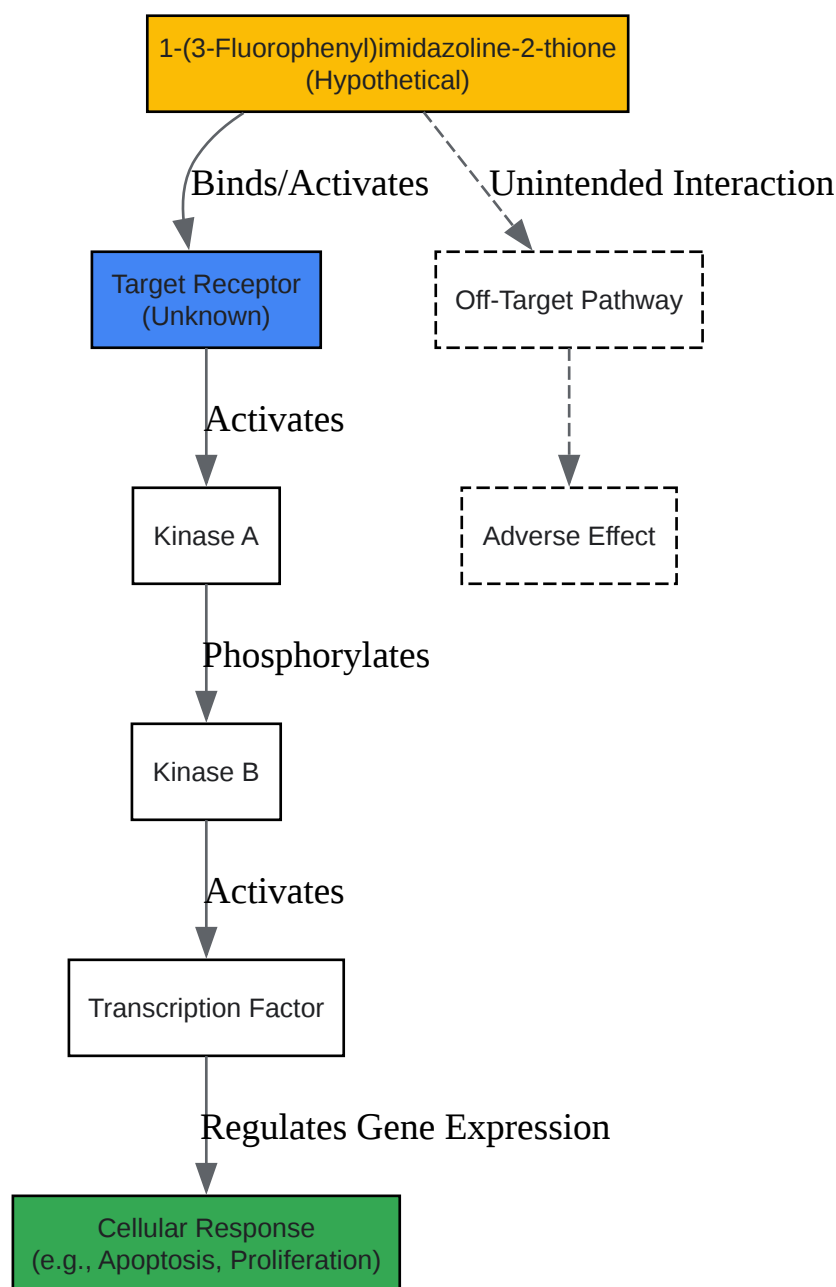 1-(3-Fluorophenyl)imidazoline-2-thione
(Hypothetical)
Binds/Activates
Unintended Interaction
Target Receptor
(Unknown)
Off-Target Pathway
Activates
Kinase A
Adverse Effect
Phosphorylates
Kinase B
Activates
Transcription Factor
Regulates Gene Expression
Cellular Response
(e.g., Apoptosis, Proliferation)